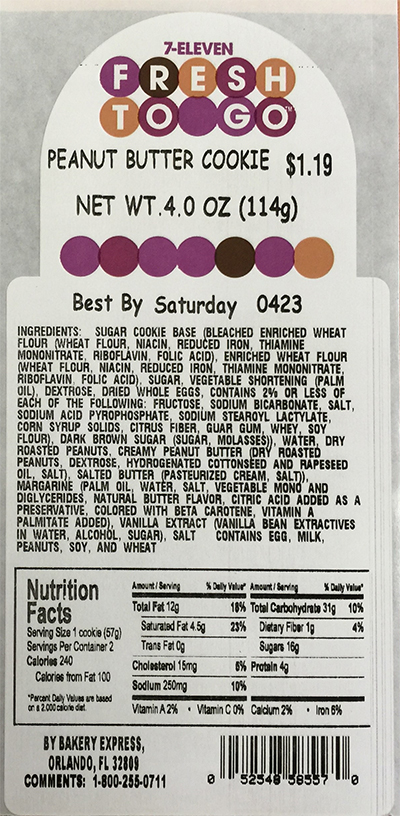 7-ELEVEN
FRESH
TO GO™
PEANUT BUTTER COOKIE $1.19
NET WT.4.0 OZ (114g)
Best By Saturday 0423
INGREDIENTS: SUGAR COOKIE BASE (BLEACHED ENRICHED WHEAT
FLOUR (WHEAT FLOUR, NIACIN, REDUCED IRON, THIAMINE
MONONITRATE, RIBOFLAVIN, FOLIC ACID), ENRICHED WHEAT FLOUR
(WHEAT FLOUR, NIACIN, REDUCED IRON, THIAMINE MONONITRATE,
RIBOFLAVIN, FOLIC ACID), SUGAR, VEGETABLE SHORTENING (PALM
OIL), DEXTROSE, DRIED WHOLE EGGS, CONTAINS 2% OR LESS OF
EACH OF THE FOLLOWING: FRUCTOSE, SODIUM BICARBONATE, SALT,
SODIUM ACID PYROPHOSPHATE, SODIUM STEAROYL LACTYLATE,
CORN SYRUP SOLIDS, CITRUS FIBER, GUAR GUM, WHEY, SOY
FLOUR), DARK BROWN SUGAR (SUGAR, MOLASSES)), WATER, DRY
ROASTED PEANUTS, CREAMY PEANUT BUTTER (DRY ROASTED
PEANUTS, DEXTROSE, HYDROGENATED COTTONSEED AND RAPESEED
OIL, SALT), SALTED BUTTER (PASTEURIZED CREAM, SALT)),
MARGARINE (PALM OIL, WATER, SALT, VEGETABLE MONO AND
DIGLYCERIDES, NATURAL BUTTER FLAVOR, CITRIC ACID ADDED AS A
PRESERVATIVE, COLORED WITH BETA CAROTENE, VITAMIN A
PALMITATE ADDED), VANILLA EXTRACT (VANILLA BEAN EXTRACTIVES
IN WATER, ALCOHOL, SUGAR), SALT CONTAINS EGG, MILK,
PEANUTS, SOY, AND WHEAT
Nutrition
Facts
Serving Size 1 cookie (57g)
Servings Per Container 2
Calories 240
Calories from Fat 100
*Percent Daily Values are based
on a 2,000 calorie diet.
Amount / Serving % Daily Value* Amount / Serving % Daily Value*
Total Fat 12g 18% Total Carbohydrate 31g 10%
Saturated Fat 4.5g 23% Dietary Fiber 1g 4%
Trans Fat 0g Sugars 16g
Cholesterol 15mg 6% Protein 4g
Sodium 250mg 10%
Vitamin A 2% • Vitamin C 0% Calcium 2% • Iron 6%
BY BAKERY EXPRESS,
ORLANDO, FL 32809
COMMENTS: 1-800-255-0711
0 52548 58557 0